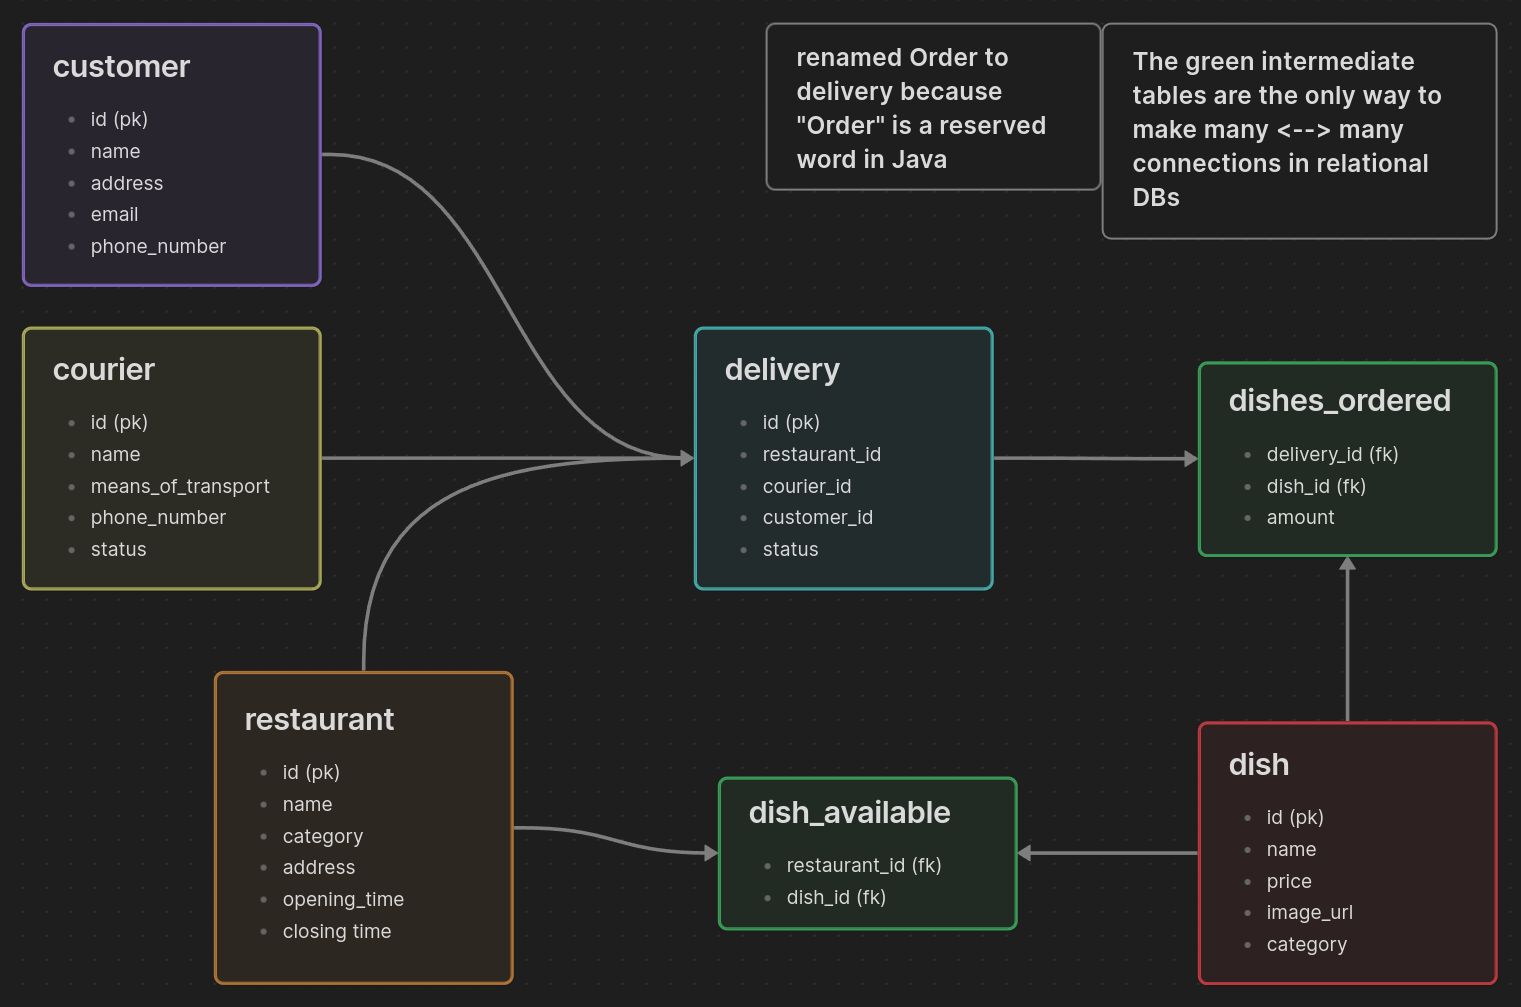 customer
id (pk)
name
address
email
phone_number
renamed Order to
delivery because
"Order" is a reserved
word in Java
The green intermediate
tables are the only way to
make many <--> many
connections in relational
DBs
courier
id (pk)
name
means_of_transport
phone_number
status
delivery
id (pk)
restaurant_id
courier_id
customer_id
status
dishes_ordered
delivery_id (fk)
dish_id (fk)
amount
restaurant
id (pk)
name
category
address
opening_time
closing time
dish_available
restaurant_id (fk)
dish_id (fk)
dish
id (pk)
name
price
image_url
category